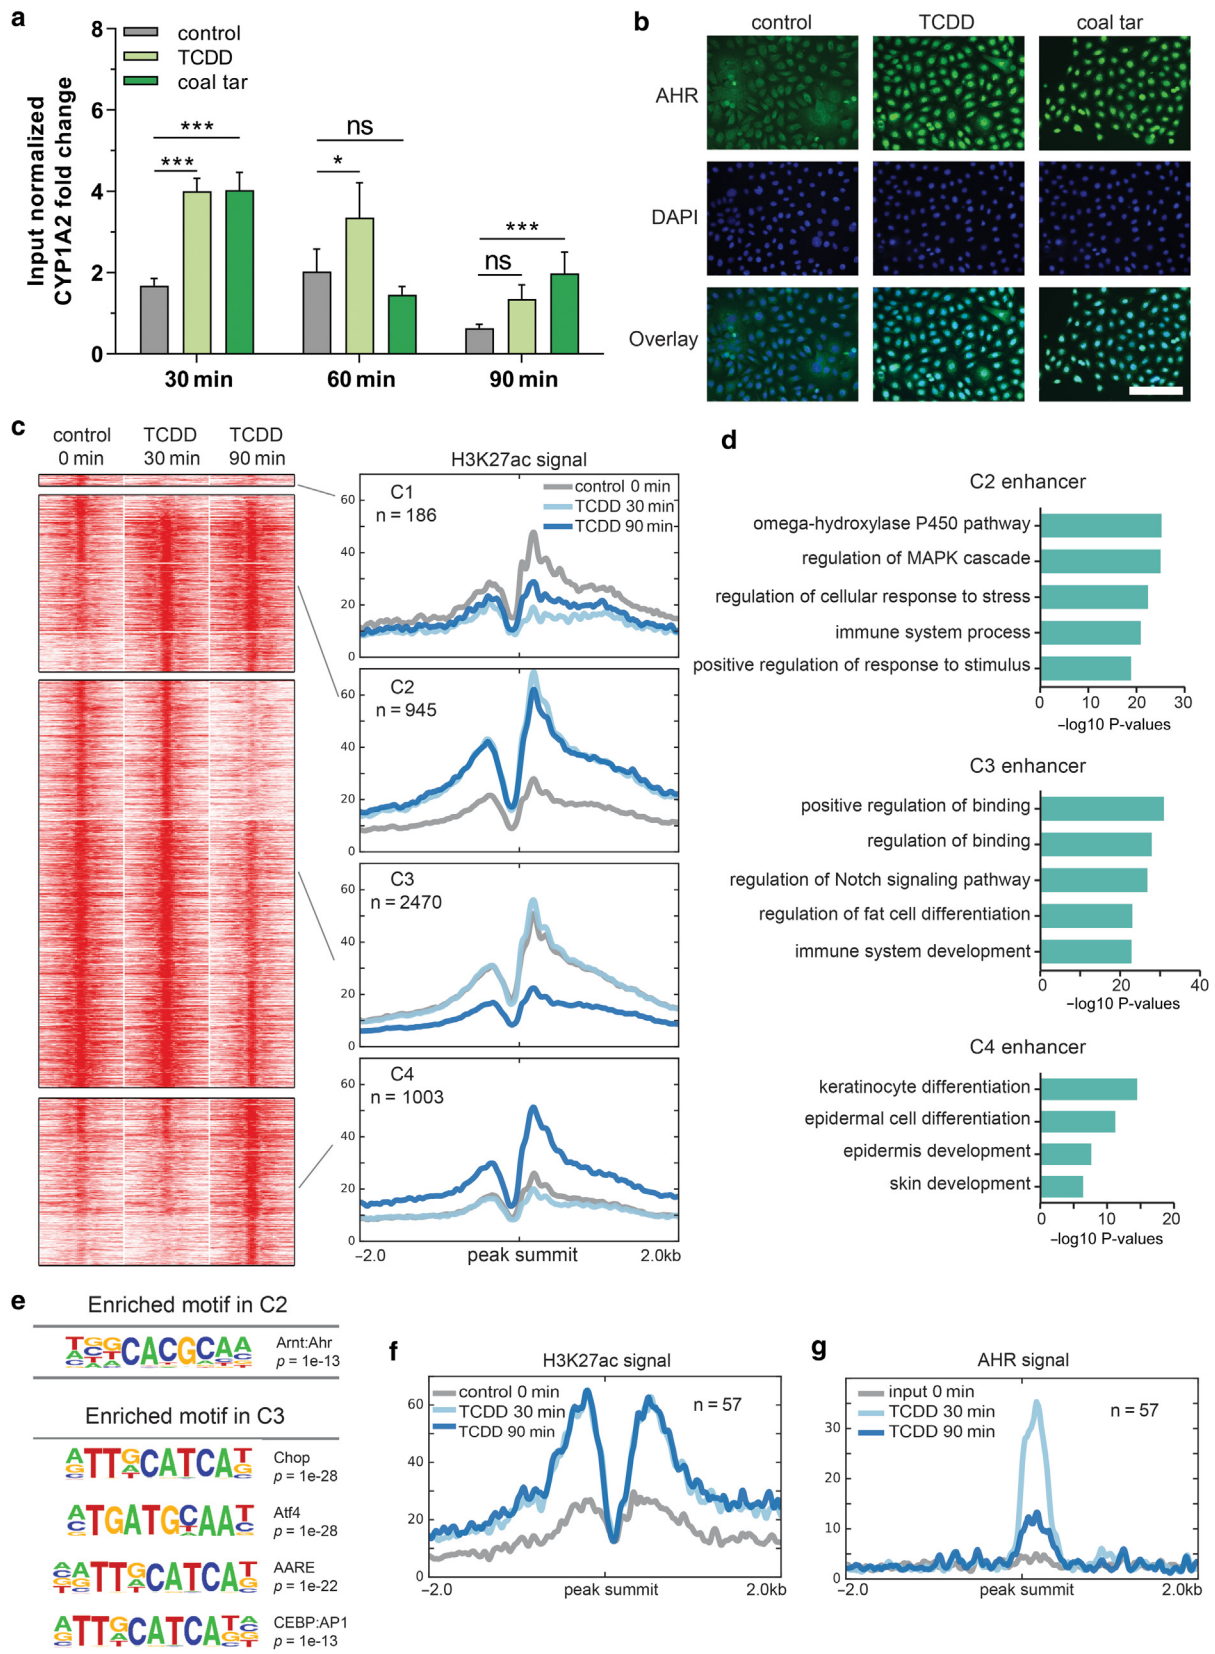 a
Input normalized
CYP1A2 fold change
8
6
4
2
0
control
TCDD
coal tar
***
***
ns
*
***
ns
30 min
60 min
90 min
b
control
TCDD
coal tar
AHR
DAPI
Overlay
c
control
0 min
TCDD
30 min
TCDD
90 min
H3K27ac signal
C1
n = 186
control 0 min
TCDD 30 min
TCDD 90 min
60
40
20
0
C2
n = 945
60
40
20
0
C3
n = 2470
60
40
20
0
C4
n = 1003
60
40
20
0
−2.0
peak summit
2.0kb
d
C2 enhancer
omega-hydroxylase P450 pathway
regulation of MAPK cascade
regulation of cellular response to stress
immune system process
positive regulation of response to stimulus
0
10
20
30
−log10 P-values
C3 enhancer
positive regulation of binding
regulation of binding
regulation of Notch signaling pathway
regulation of fat cell differentiation
immune system development
0
20
40
−log10 P-values
C4 enhancer
keratinocyte differentiation
epidermal cell differentiation
epidermis development
skin development
0
10
20
−log10 P-values
e
Enriched motif in C2
Arnt:Ahr
p = 1e-13
Enriched motif in C3
Chop
p = 1e-28
Atf4
p = 1e-28
AARE
p = 1e-22
CEBP:AP1
p = 1e-13
f
H3K27ac signal
control 0 min
TCDD 30 min
TCDD 90 min
n = 57
60
40
20
0
−2.0
peak summit
2.0kb
g
AHR signal
input 0 min
TCDD 30 min
TCDD 90 min
n = 57
30
20
10
0
−2.0
peak summit
2.0kb